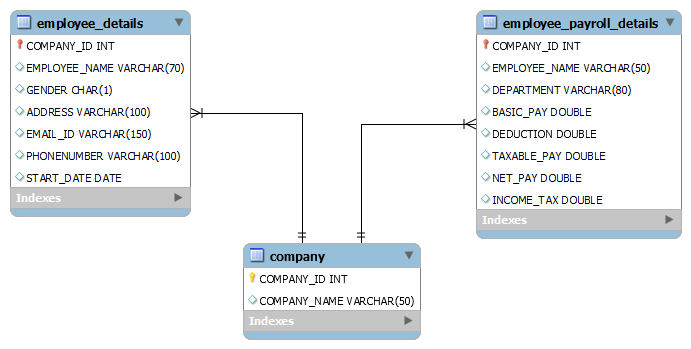 employee_details
COMPANY_ID INT
EMPLOYEE_NAME VARCHAR(70)
GENDER CHAR(1)
ADDRESS VARCHAR(100)
EMAIL_ID VARCHAR(150)
PHONENUMBER VARCHAR(100)
START_DATE DATE
Indexes
employee_payroll_details
COMPANY_ID INT
EMPLOYEE_NAME VARCHAR(50)
DEPARTMENT VARCHAR(80)
BASIC_PAY DOUBLE
DEDUCTION DOUBLE
TAXABLE_PAY DOUBLE
NET_PAY DOUBLE
INCOME_TAX DOUBLE
Indexes
company
COMPANY_ID INT
COMPANY_NAME VARCHAR(50)
Indexes